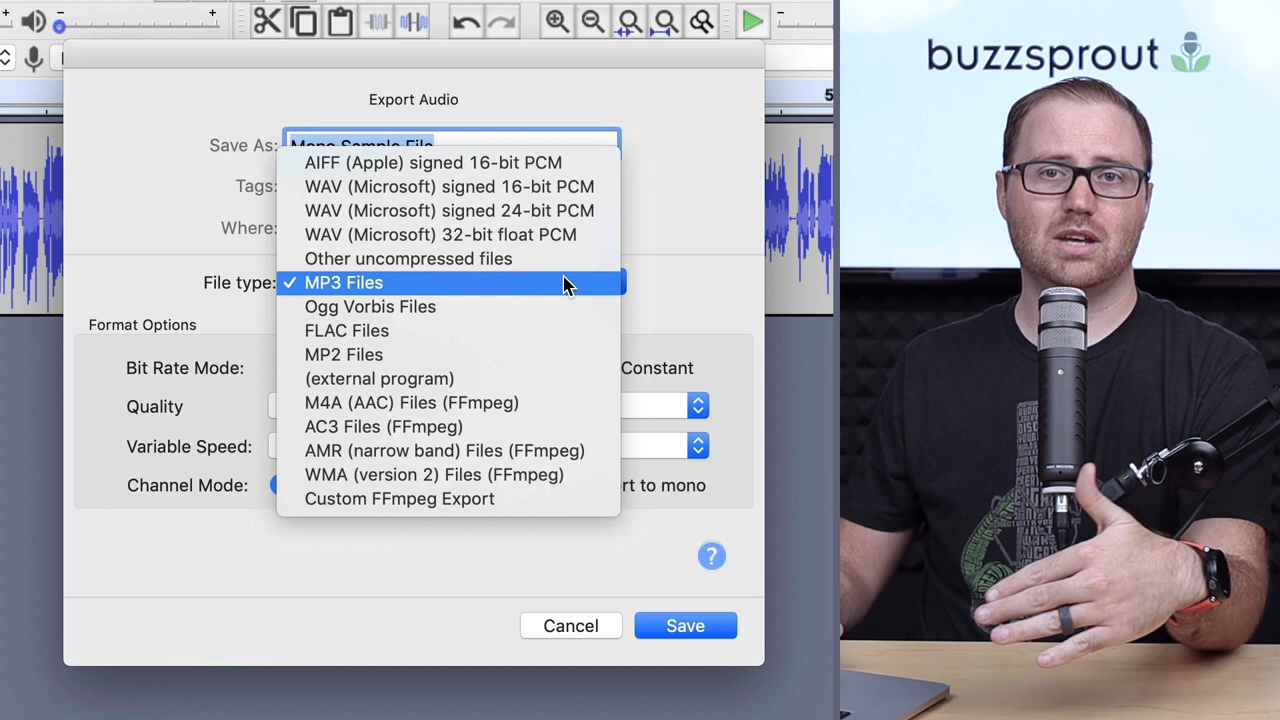 5
Export Audio
Save As:
Mono Sample File
Tags:
Where:
File type:
AIFF (Apple) signed 16-bit PCM
WAV (Microsoft) signed 16-bit PCM
WAV (Microsoft) signed 24-bit PCM
WAV (Microsoft) 32-bit float PCM
Other uncompressed files
✓ MP3 Files
Ogg Vorbis Files
FLAC Files
MP2 Files
(external program)
M4A (AAC) Files (FFmpeg)
AC3 Files (FFmpeg)
AMR (narrow band) Files (FFmpeg)
WMA (version 2) Files (FFmpeg)
Custom FFmpeg Export
Format Options
Bit Rate Mode:
Constant
Quality
Variable Speed:
Channel Mode:
rt to mono
?
Cancel
Save
buzzsprout